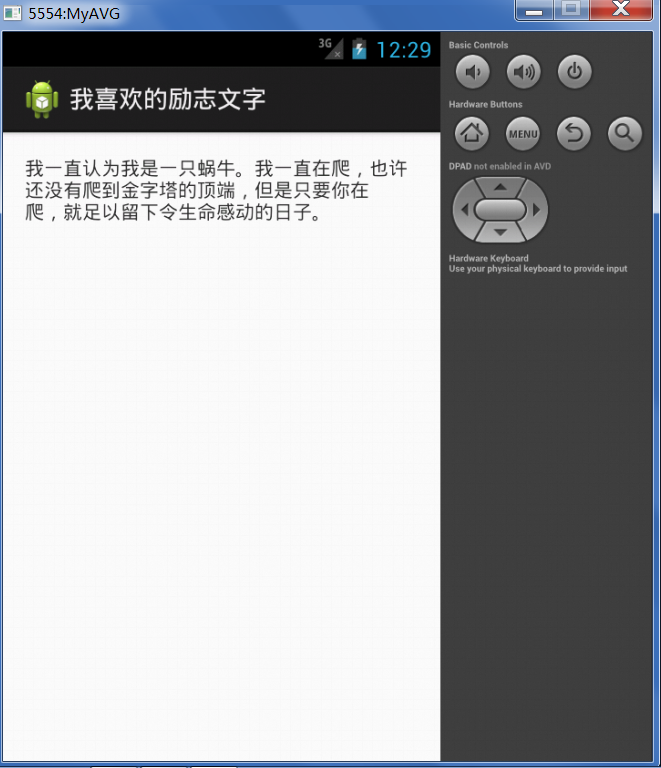 5554:MyAVG
3G 12:29
我喜欢的励志文字
我一直认为我是一只蜗牛。我一直在爬，也许
还没有爬到金字塔的顶端，但是只要你在
爬，就足以留下令生命感动的日子。
Basic Controls
Hardware Buttons
MENU
DPAD not enabled in AVD
Hardware Keyboard
Use your physical keyboard to provide input